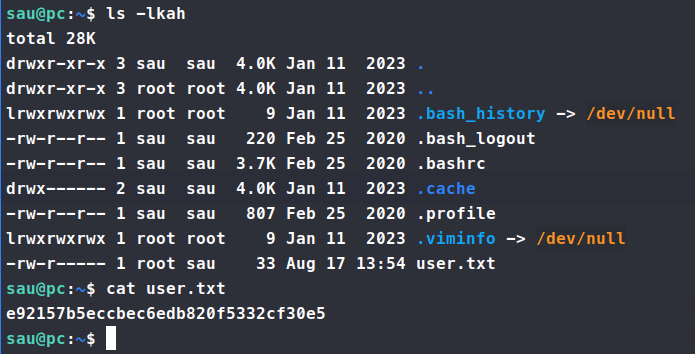 sau@pc:~$ ls -lkah
total 28K
drwxr-xr-x 3 sau  sau  4.0K Jan 11  2023 .
drwxr-xr-x 3 root root 4.0K Jan 11  2023 ..
lrwxrwxrwx 1 root root    9 Jan 11  2023 .bash_history -> /dev/null
-rw-r--r-- 1 sau  sau   220 Feb 25  2020 .bash_logout
-rw-r--r-- 1 sau  sau  3.7K Feb 25  2020 .bashrc
drwx------ 2 sau  sau  4.0K Jan 11  2023 .cache
-rw-r--r-- 1 sau  sau   807 Feb 25  2020 .profile
lrwxrwxrwx 1 root root    9 Jan 11  2023 .viminfo -> /dev/null
-rw-r----- 1 root sau    33 Aug 17 13:54 user.txt
sau@pc:~$ cat user.txt
e92157b5eccbec6edb820f5332cf30e5
sau@pc:~$